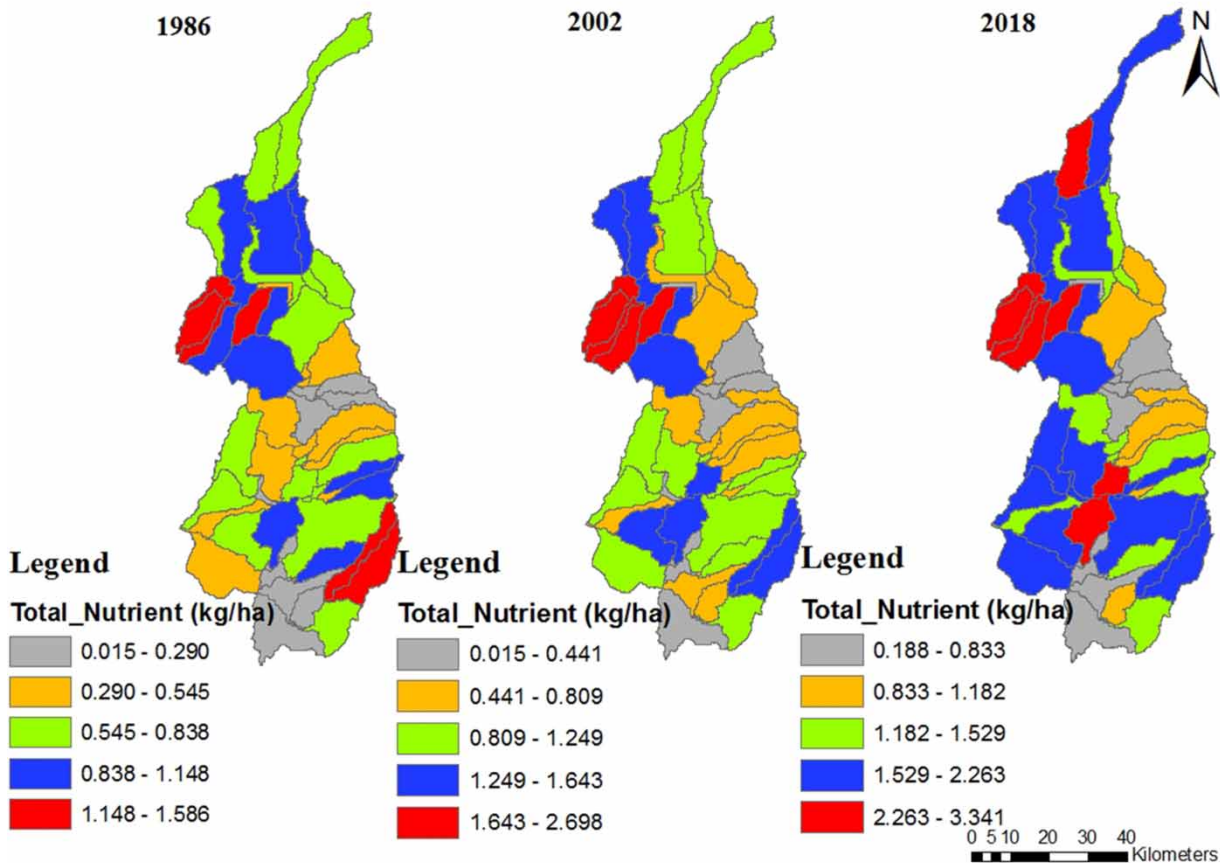 1986
2002
2018
N
Legend
Total_Nutrient (kg/ha)
0.015 - 0.290
0.290 - 0.545
0.545 - 0.838
0.838 - 1.148
1.148 - 1.586
Legend
Total_Nutrient (kg/ha)
0.015 - 0.441
0.441 - 0.809
0.809 - 1.249
1.249 - 1.643
1.643 - 2.698
Legend
Total_Nutrient (kg/ha)
0.188 - 0.833
0.833 - 1.182
1.182 - 1.529
1.529 - 2.263
2.263 - 3.341
0 5 10 20 30 40
Kilometers